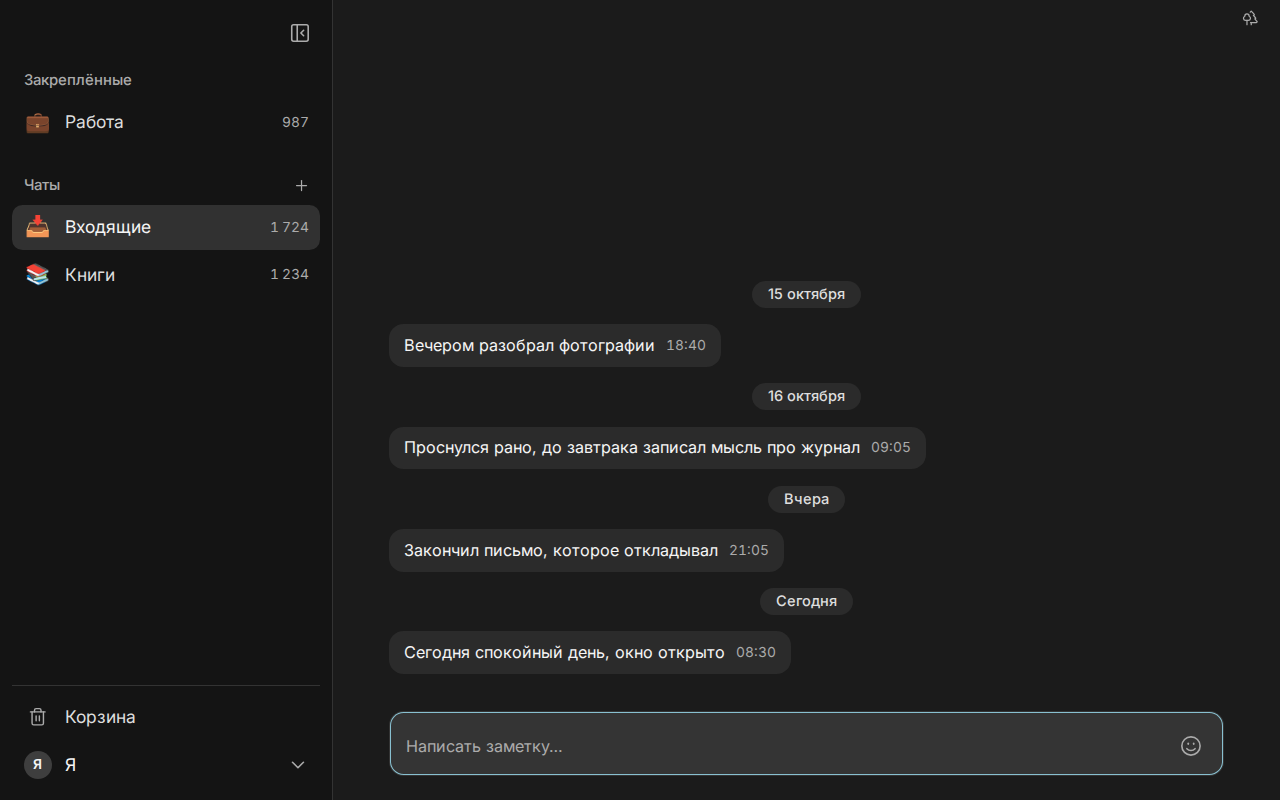 Закреплённые
Работа 987
Чаты
Входящие 1 724
Книги 1 234
Корзина
Я Я
15 октября
Вечером разобрал фотографии 18:40
16 октября
Проснулся рано, до завтрака записал мысль про журнал 09:05
Вчера
Закончил письмо, которое откладывал 21:05
Сегодня
Сегодня спокойный день, окно открыто 08:30
Написать заметку...